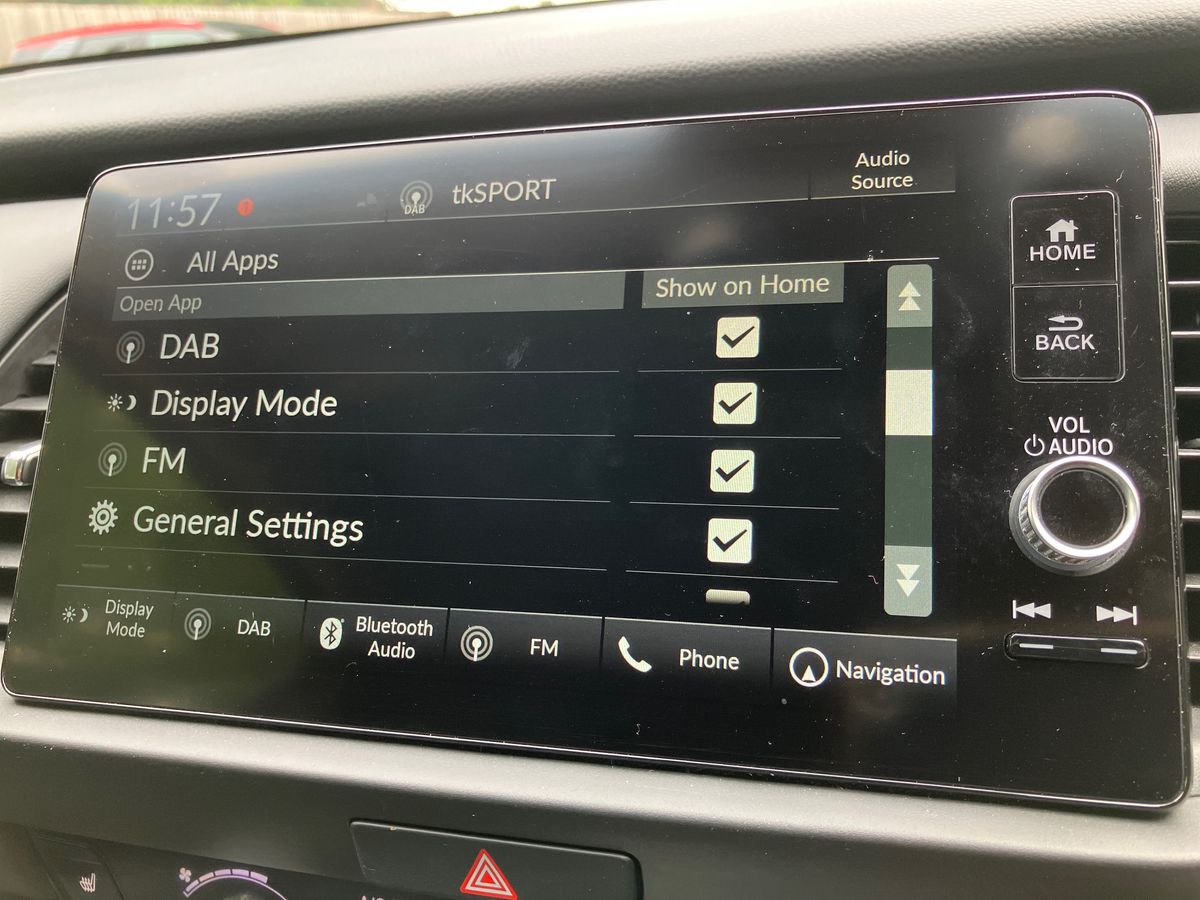 11:57
DAB
tkSPORT
Audio
Source
All Apps
Open App
Show on Home
DAB
Display Mode
FM
General Settings
Display
Mode
DAB
Bluetooth
Audio
FM
Phone
Navigation
HOME
BACK
VOL
AUDIO